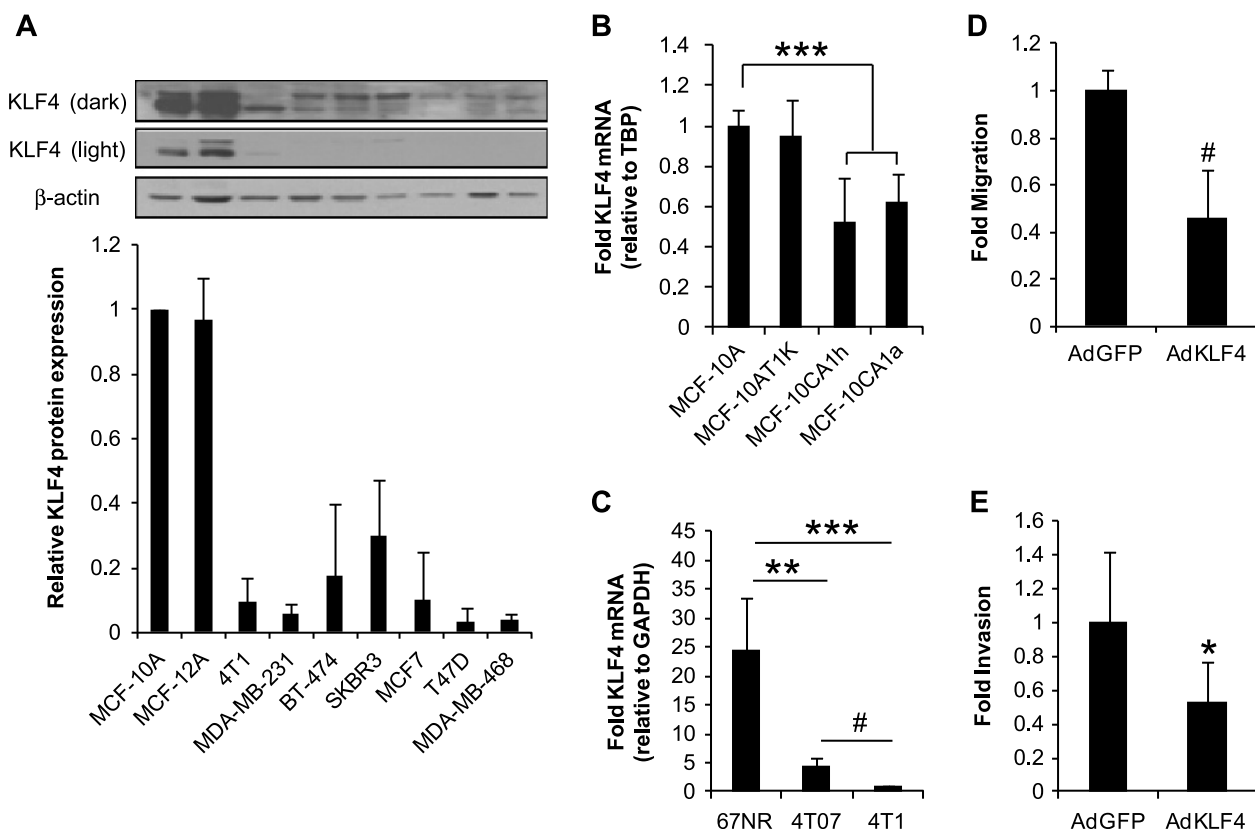 A
KLF4 (dark)
KLF4 (light)
β-actin
Relative KLF4 protein expression
1.2
1
0.8
0.6
0.4
0.2
0
MCF-10A
MCF-12A
4T1
MDA-MB-231
BT-474
SKBR3
MCF7
T47D
MDA-MB-468
B
Fold KLF4 mRNA
(relative to TBP)
1.4
1.2
1
0.8
0.6
0.4
0.2
0
***
MCF-10A
MCF-10AT1K
MCF-10CA1h
MCF-10CA1a
C
Fold KLF4 mRNA
(relative to GAPDH)
45
40
35
30
25
20
15
10
5
0
***
**
#
67NR
4T07
4T1
D
Fold Migration
1.2
1
0.8
0.6
0.4
0.2
0
#
AdGFP
AdKLF4
E
Fold Invasion
1.6
1.4
1.2
1
0.8
0.6
0.4
0.2
0
*
AdGFP
AdKLF4